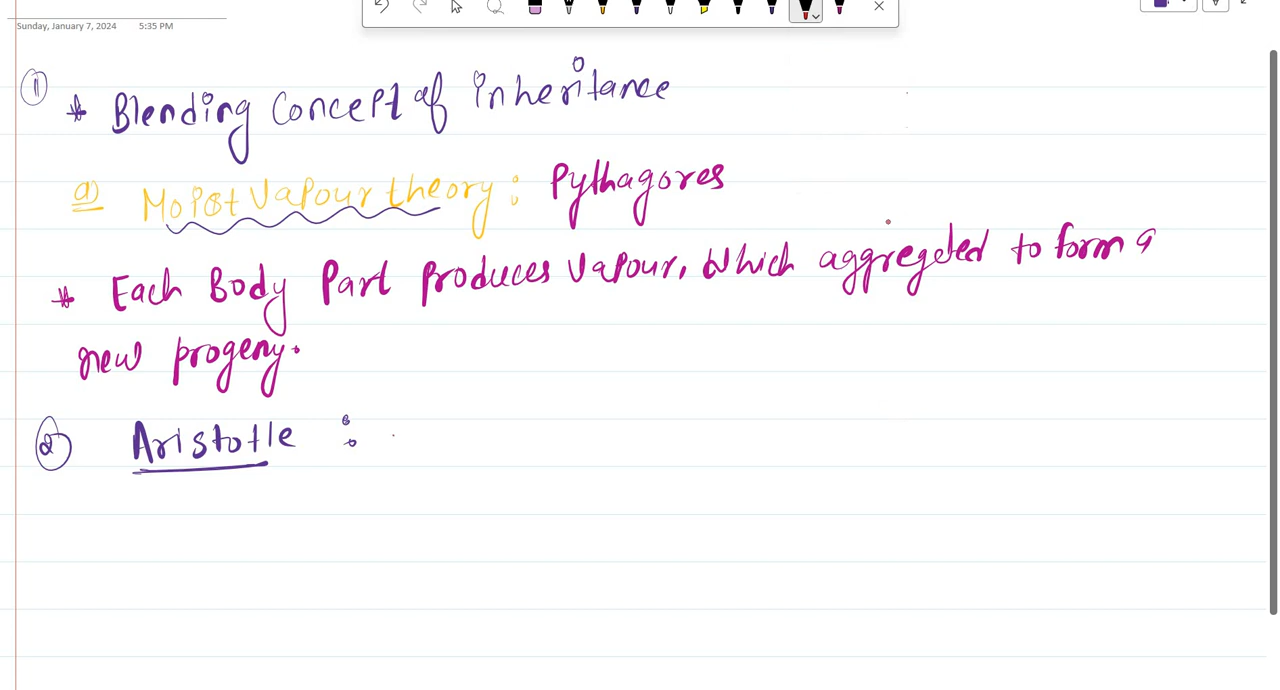 Sunday, January 7, 2024 5:35 PM
① * Blending Concept of inheritance
a) Moist Vapour theory : Pythagores
* Each Body Part produces Vapour, Which aggregeted to form a
new progeny.
② Aristotle :